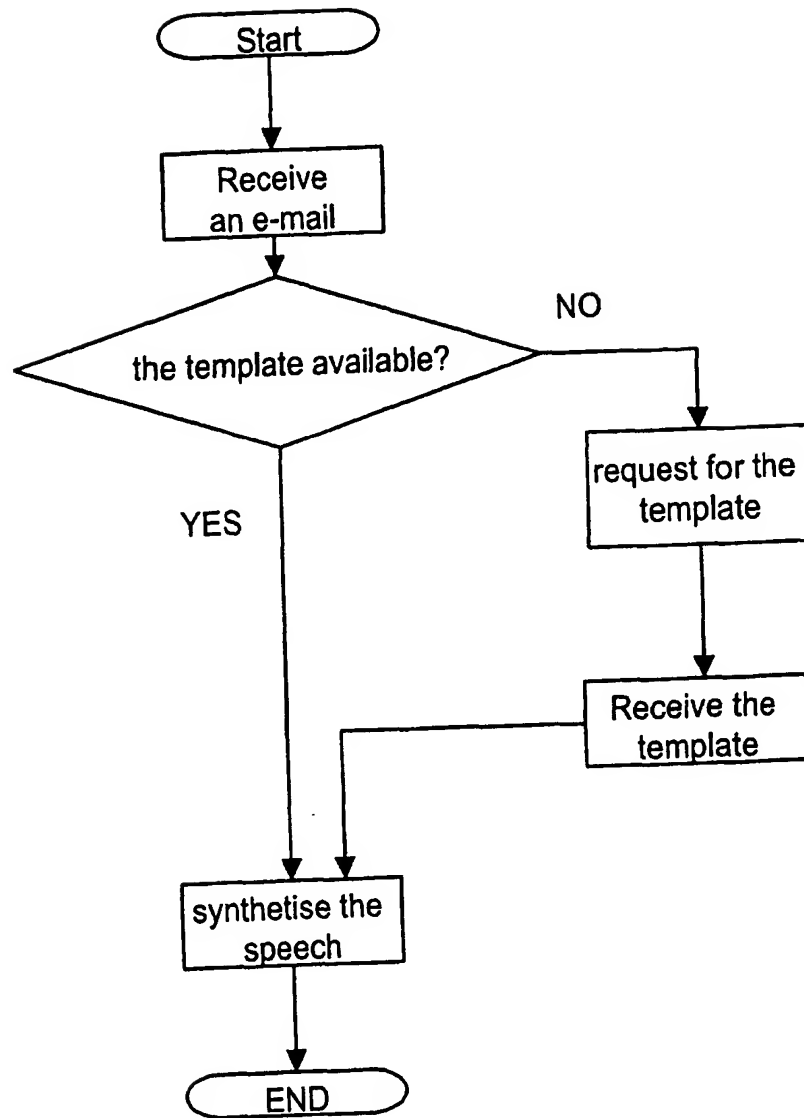 Start
Receive
an e-mail
the template available?
NO
request for the
template
YES
Receive the
template
synthetise the
speech
END